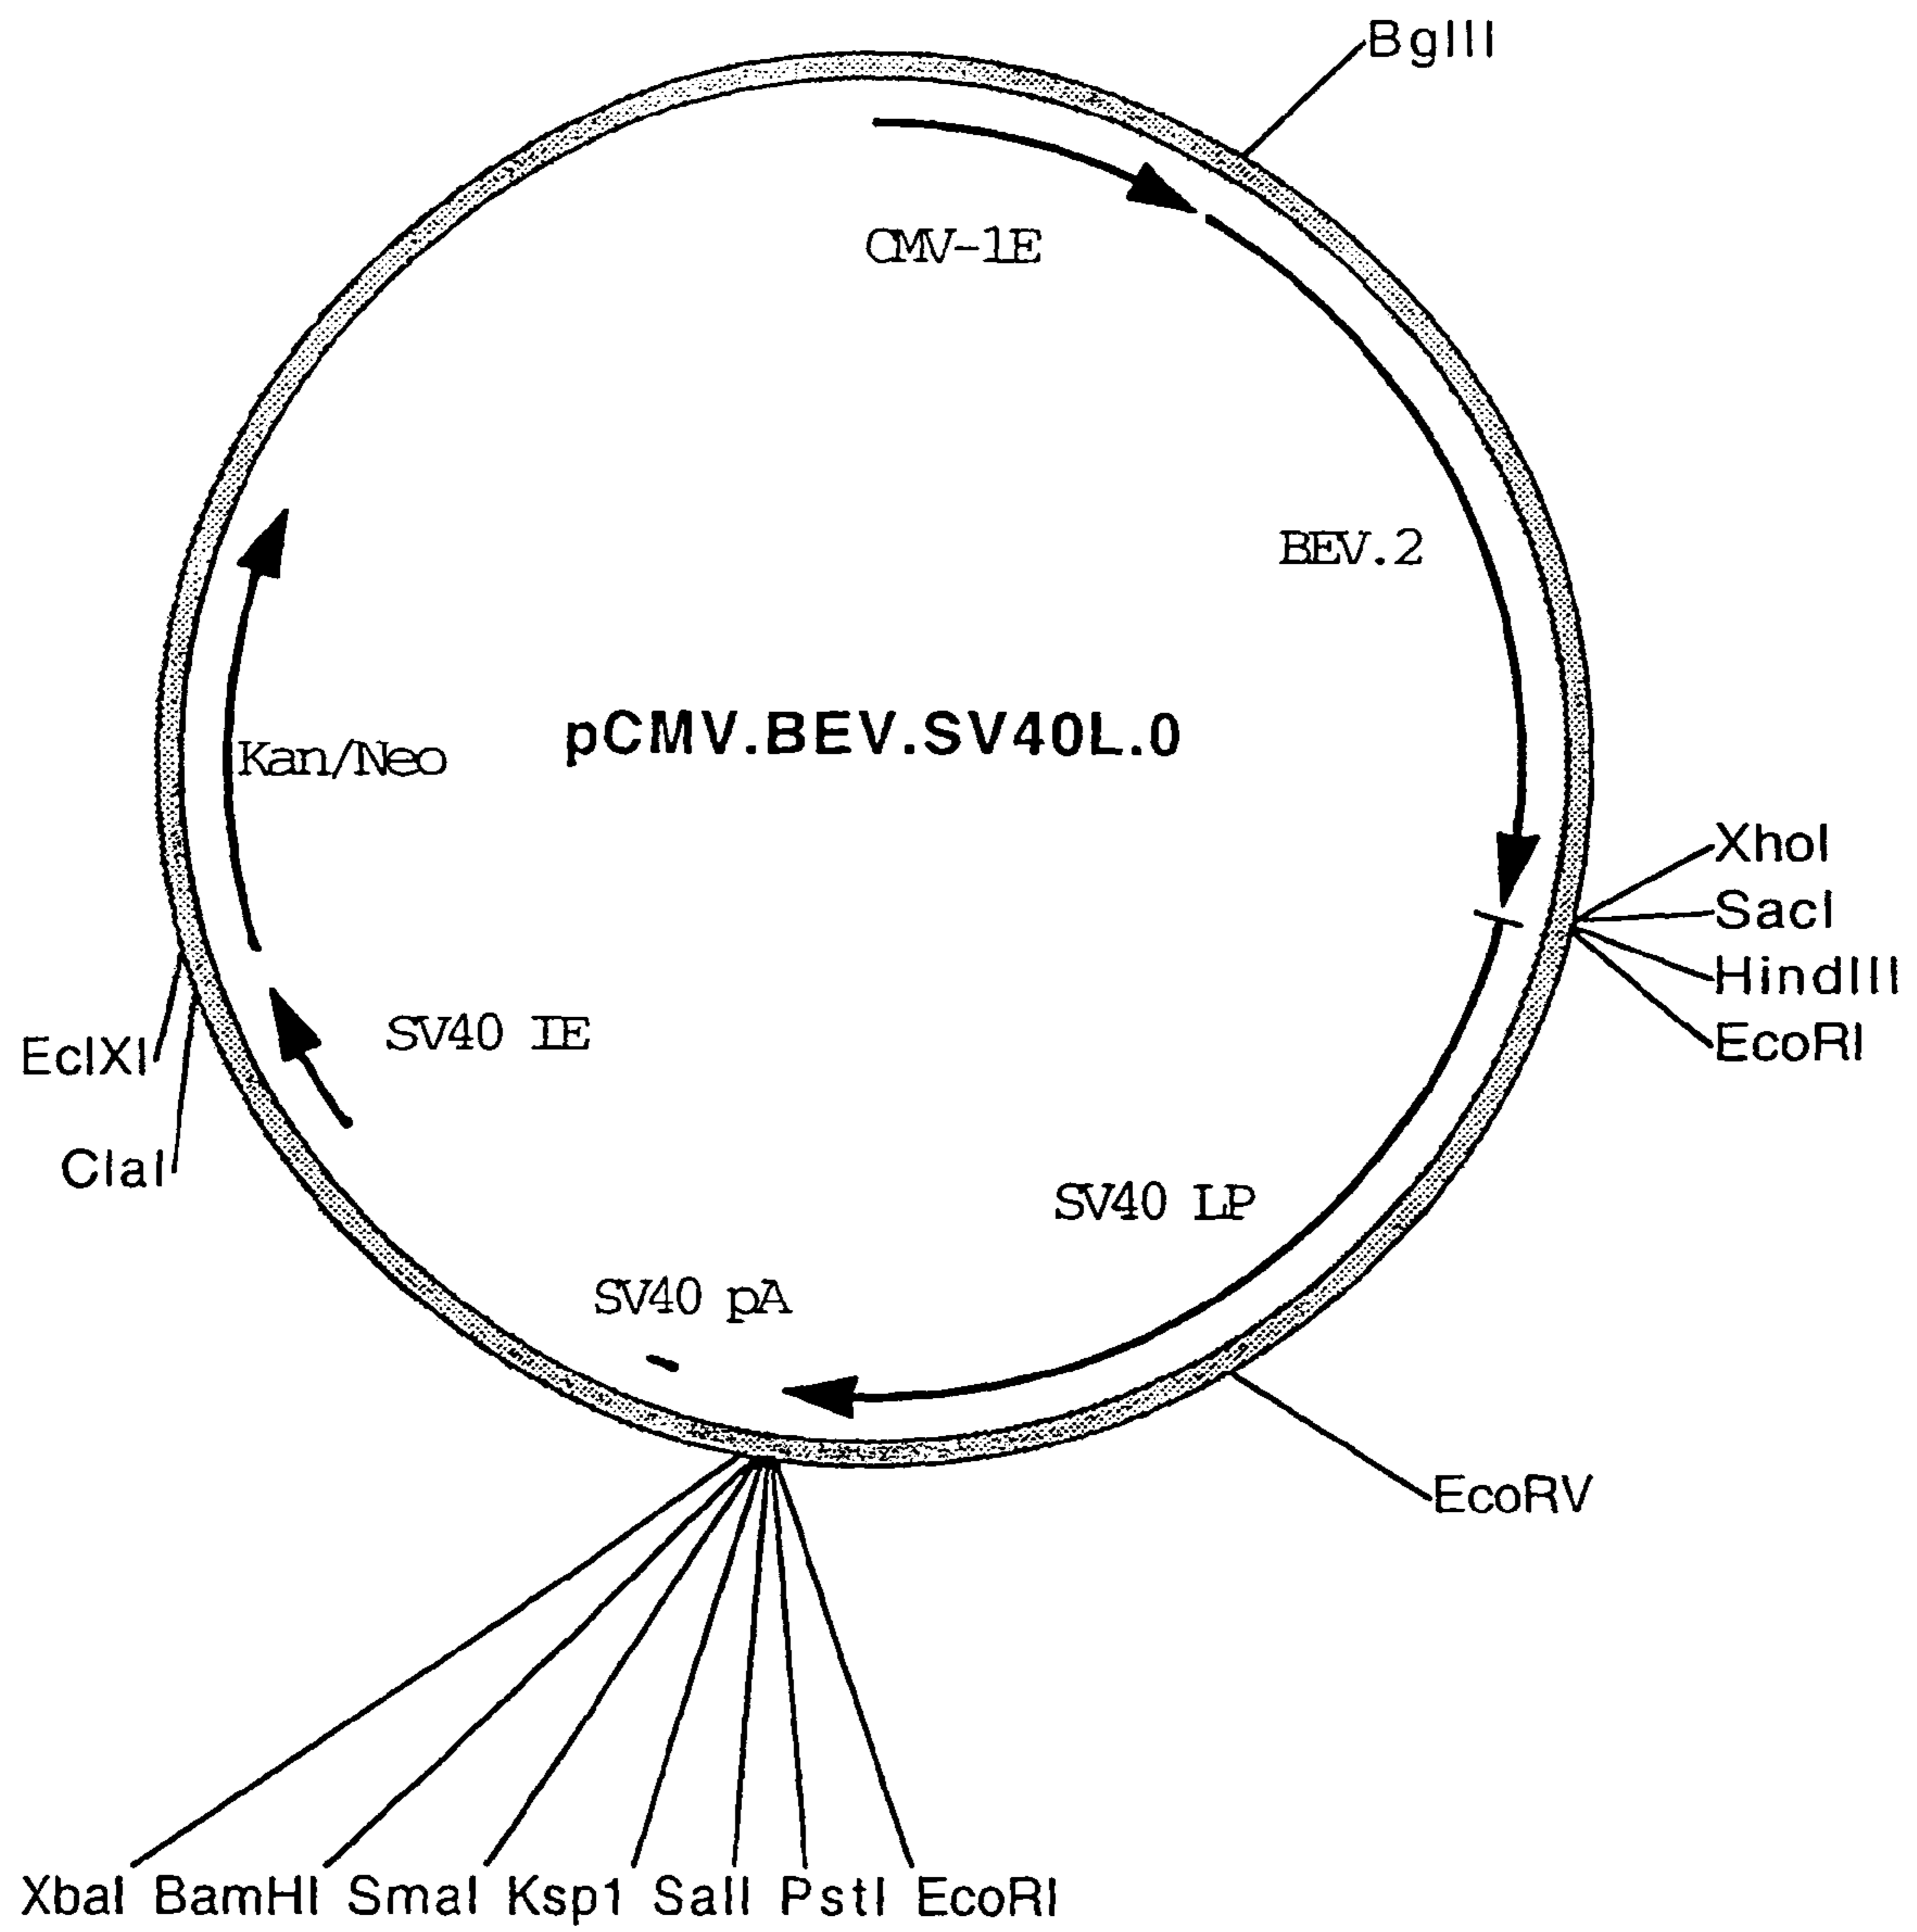 BglII
CMV-1E
BEV.2
pCMV.BEV.SV40L.0
Kan/Neo
XhoI
SacI
HindIII
EcoRI
EclXI
SV40 IE
ClaI
SV40 LP
SV40 pA
EcoRV
XbaI BamHI SmaI Ksp1 SalI PstI EcoRI